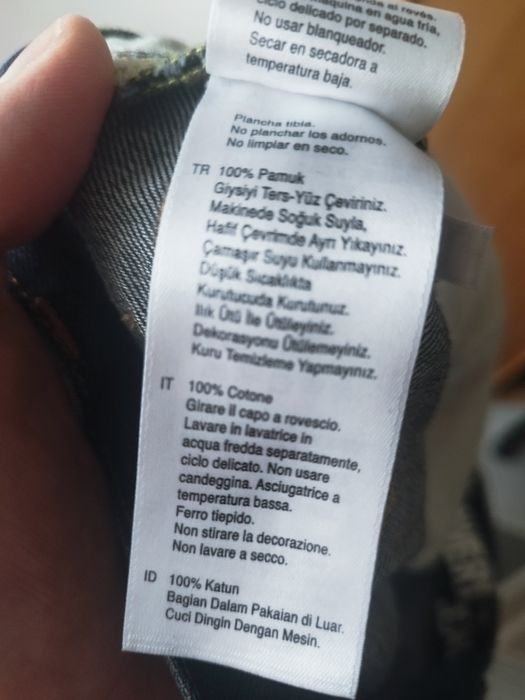 máquina en agua fría,
ciclo delicado por separado.
No usar blanqueador.
Secar en secadora a
temperatura baja.
Plancha tibia.
No planchar los adornos.
No limpiar en seco.
TR 100% Pamuk
Giysiyi Ters-Yüz Çeviriniz.
Makinede Soğuk Suyla,
Hafif Çevrimde Ayrı Yıkayınız.
Çamaşır Suyu Kullanmayınız.
Düşük Sıcaklıkta
Kurutucuda Kurutunuz.
Ilık Ütü İle Ütüleyiniz.
Dekorasyonu Ütülemeyiniz.
Kuru Temizleme Yapmayınız.
IT 100% Cotone
Girare il capo a rovescio.
Lavare in lavatrice in
acqua fredda separatamente,
ciclo delicato. Non usare
candeggina. Asciugatrice a
temperatura bassa.
Ferro tiepido.
Non stirare la decorazione.
Non lavare a secco.
ID 100% Katun
Bagian Dalam Pakaian di Luar.
Cuci Dingin Dengan Mesin.